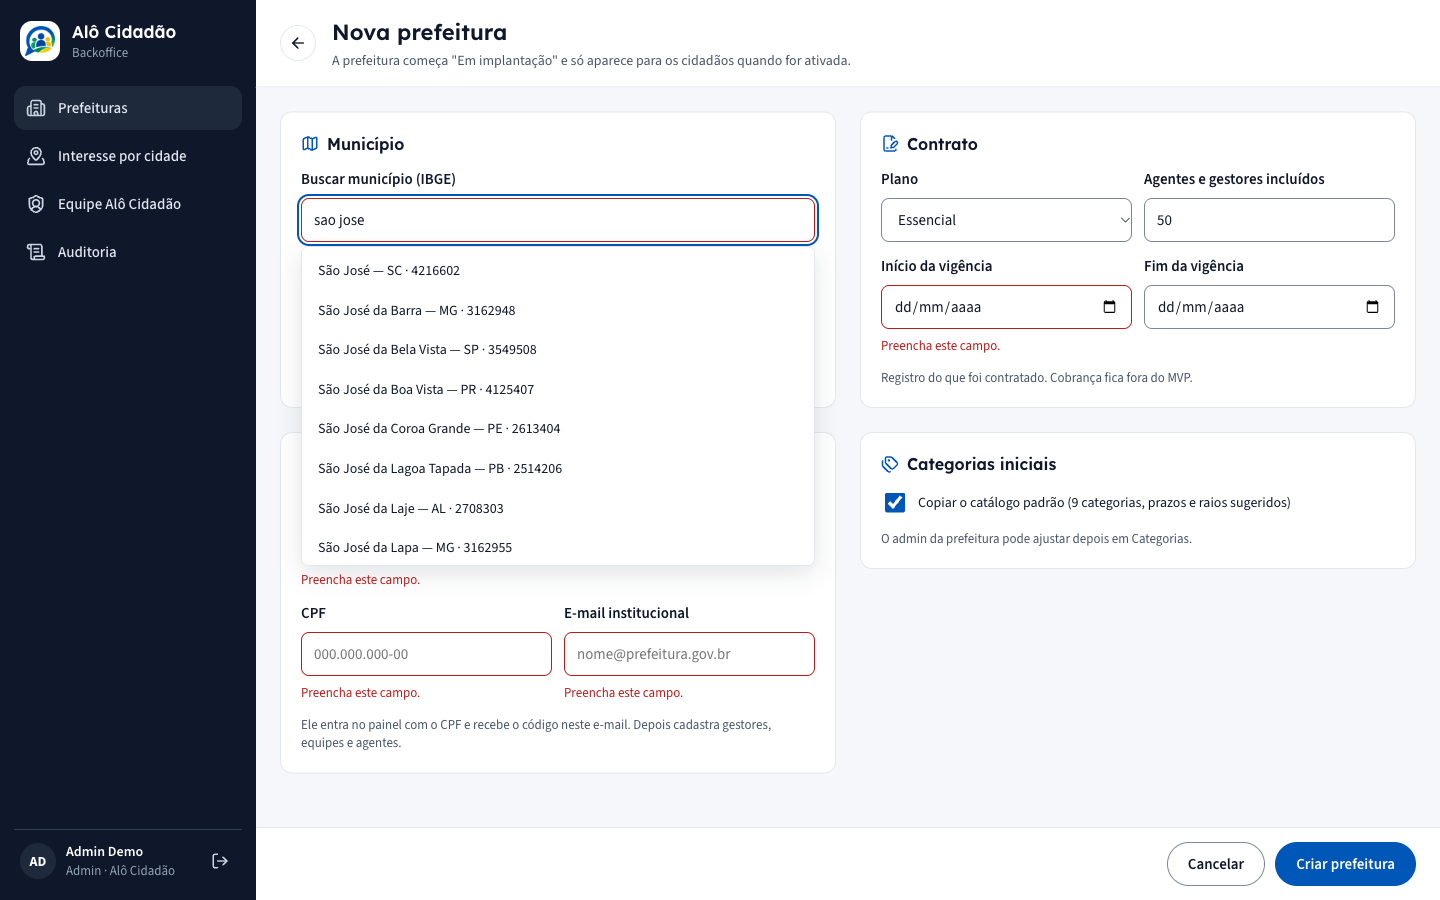 Alô Cidadão
Backoffice
Prefeituras
Interesse por cidade
Equipe Alô Cidadão
Auditoria
AD
Admin Demo
Admin · Alô Cidadão
Nova prefeitura
A prefeitura começa "Em implantação" e só aparece para os cidadãos quando for ativada.
Município
Buscar município (IBGE)
sao jose
São José — SC · 4216602
São José da Barra — MG · 3162948
São José da Bela Vista — SP · 3549508
São José da Boa Vista — PR · 4125407
São José da Coroa Grande — PE · 2613404
São José da Lagoa Tapada — PB · 2514206
São José da Laje — AL · 2708303
São José da Lapa — MG · 3162955
Preencha este campo.
CPF
E-mail institucional
000.000.000-00
nome@prefeitura.gov.br
Preencha este campo.
Preencha este campo.
Ele entra no painel com o CPF e recebe o código neste e-mail. Depois cadastra gestores,
equipes e agentes.
Contrato
Plano
Agentes e gestores incluídos
Essencial
50
Início da vigência
Fim da vigência
dd/mm/aaaa
dd/mm/aaaa
Preencha este campo.
Registro do que foi contratado. Cobrança fica fora do MVP.
Categorias iniciais
Copiar o catálogo padrão (9 categorias, prazos e raios sugeridos)
O admin da prefeitura pode ajustar depois em Categorias.
Cancelar
Criar prefeitura